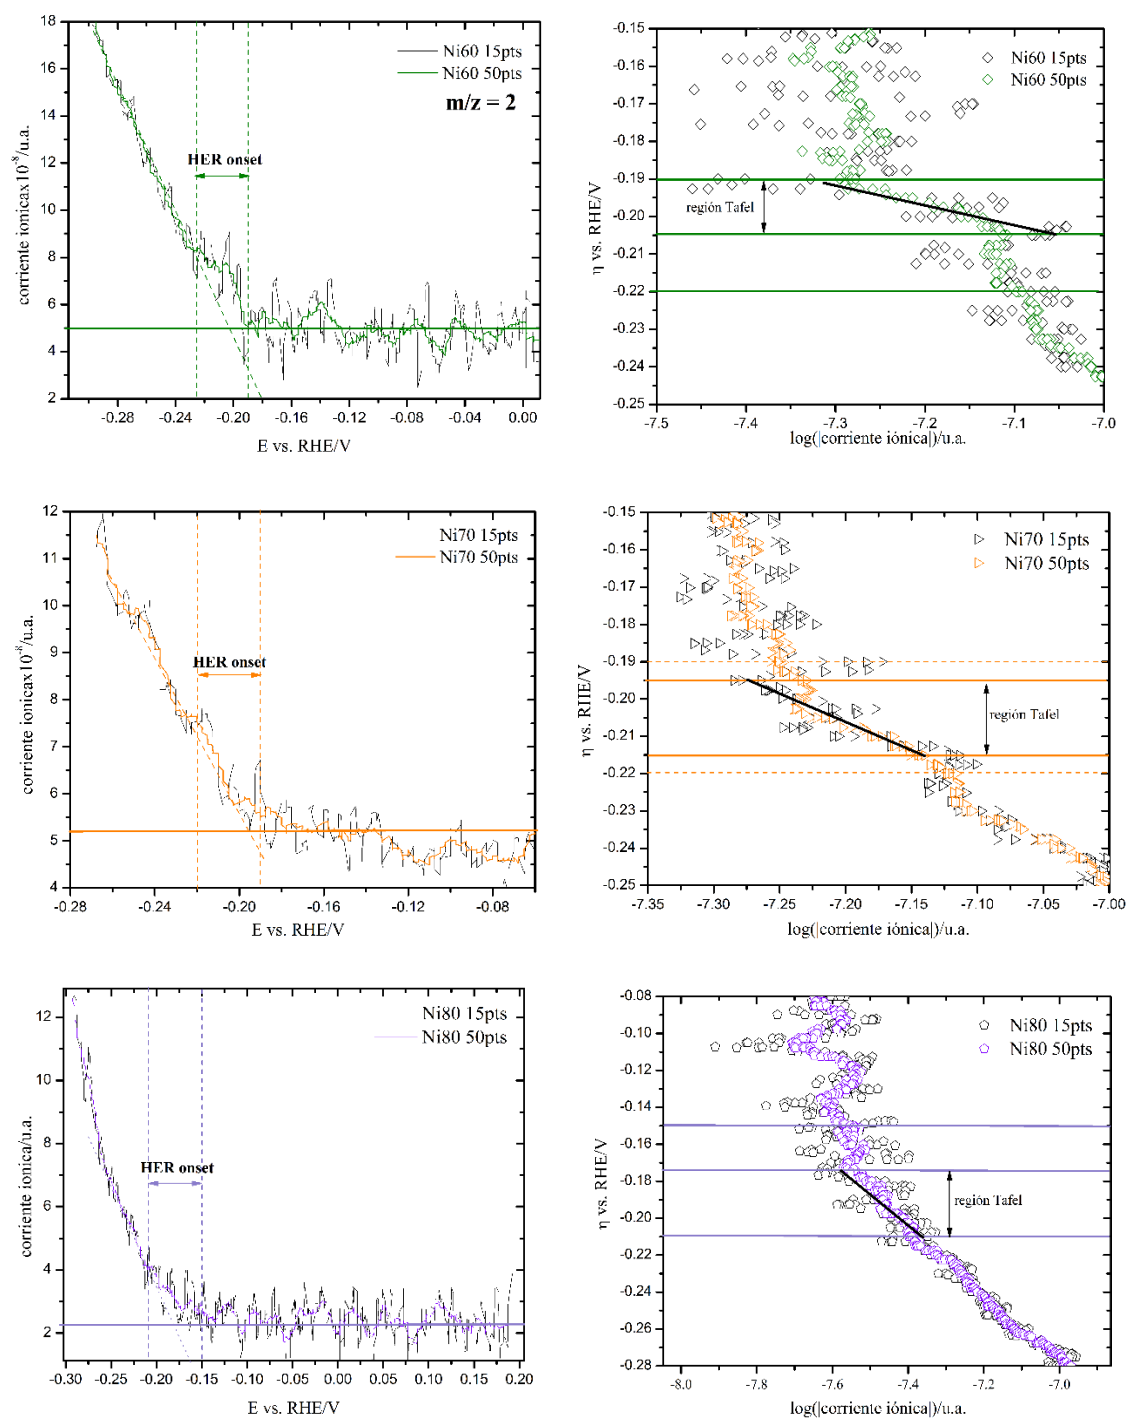 18
16
14
12
10
8
6
4
2
corriente ionicax10⁻⁸/u.a.
Ni60 15pts
Ni60 50pts
m/z = 2
HER onset
-0.28 -0.24 -0.20 -0.16 -0.12 -0.08 -0.04 0.00
E vs. RHE/V
-0.15
-0.16
-0.17
-0.18
-0.19
-0.20
-0.21
-0.22
-0.23
-0.24
-0.25
η vs. RHE/V
Ni60 15pts
Ni60 50pts
región Tafel
-7.5 -7.4 -7.3 -7.2 -7.1 -7.0
log(|corriente iónica|)/u.a.
12
11
10
9
8
7
6
5
4
corriente ionicax10⁻⁸/u.a.
Ni70 15pts
Ni70 50pts
HER onset
-0.28 -0.24 -0.20 -0.16 -0.12 -0.08
E vs. RHE/V
-0.15
-0.16
-0.17
-0.18
-0.19
-0.20
-0.21
-0.22
-0.23
-0.24
-0.25
η vs. RHE/V
Ni70 15pts
Ni70 50pts
región Tafel
-7.35 -7.30 -7.25 -7.20 -7.15 -7.10 -7.05 -7.00
log(|corriente iónica|)/u.a.
12
10
8
6
4
2
corriente ionica/u.a.
Ni80 15pts
Ni80 50pts
HER onset
-0.30 -0.25 -0.20 -0.15 -0.10 -0.05 0.00 0.05 0.10 0.15 0.20
E vs. RHE/V
-0.08
-0.10
-0.12
-0.14
-0.16
-0.18
-0.20
-0.22
-0.24
-0.26
-0.28
η vs. RHE/V
Ni80 15pts
Ni80 50pts
región Tafel
-8.0 -7.8 -7.6 -7.4 -7.2 -7.0
log(|corriente iónica|)/u.a.